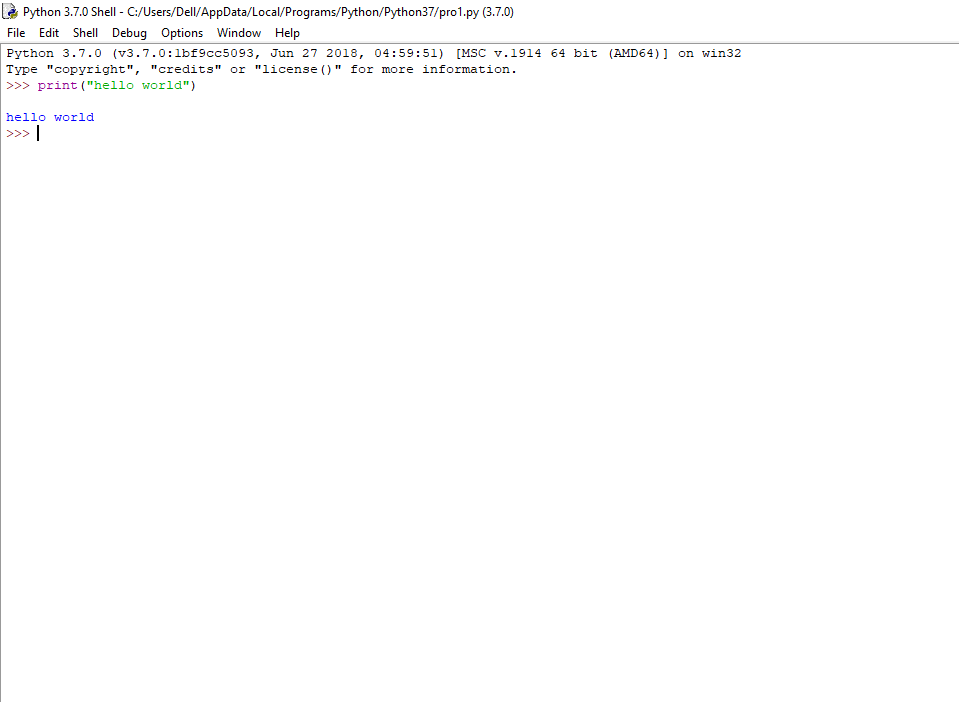 Python 3.7.0 Shell - C:/Users/Dell/AppData/Local/Programs/Python/Python37/pro1.py (3.7.0)
File Edit Shell Debug Options Window Help
Python 3.7.0 (v3.7.0:1bf9cc5093, Jun 27 2018, 04:59:51) [MSC v.1914 64 bit (AMD64)] on win32
Type "copyright", "credits" or "license()" for more information.
>>> print("hello world")
hello world
>>>